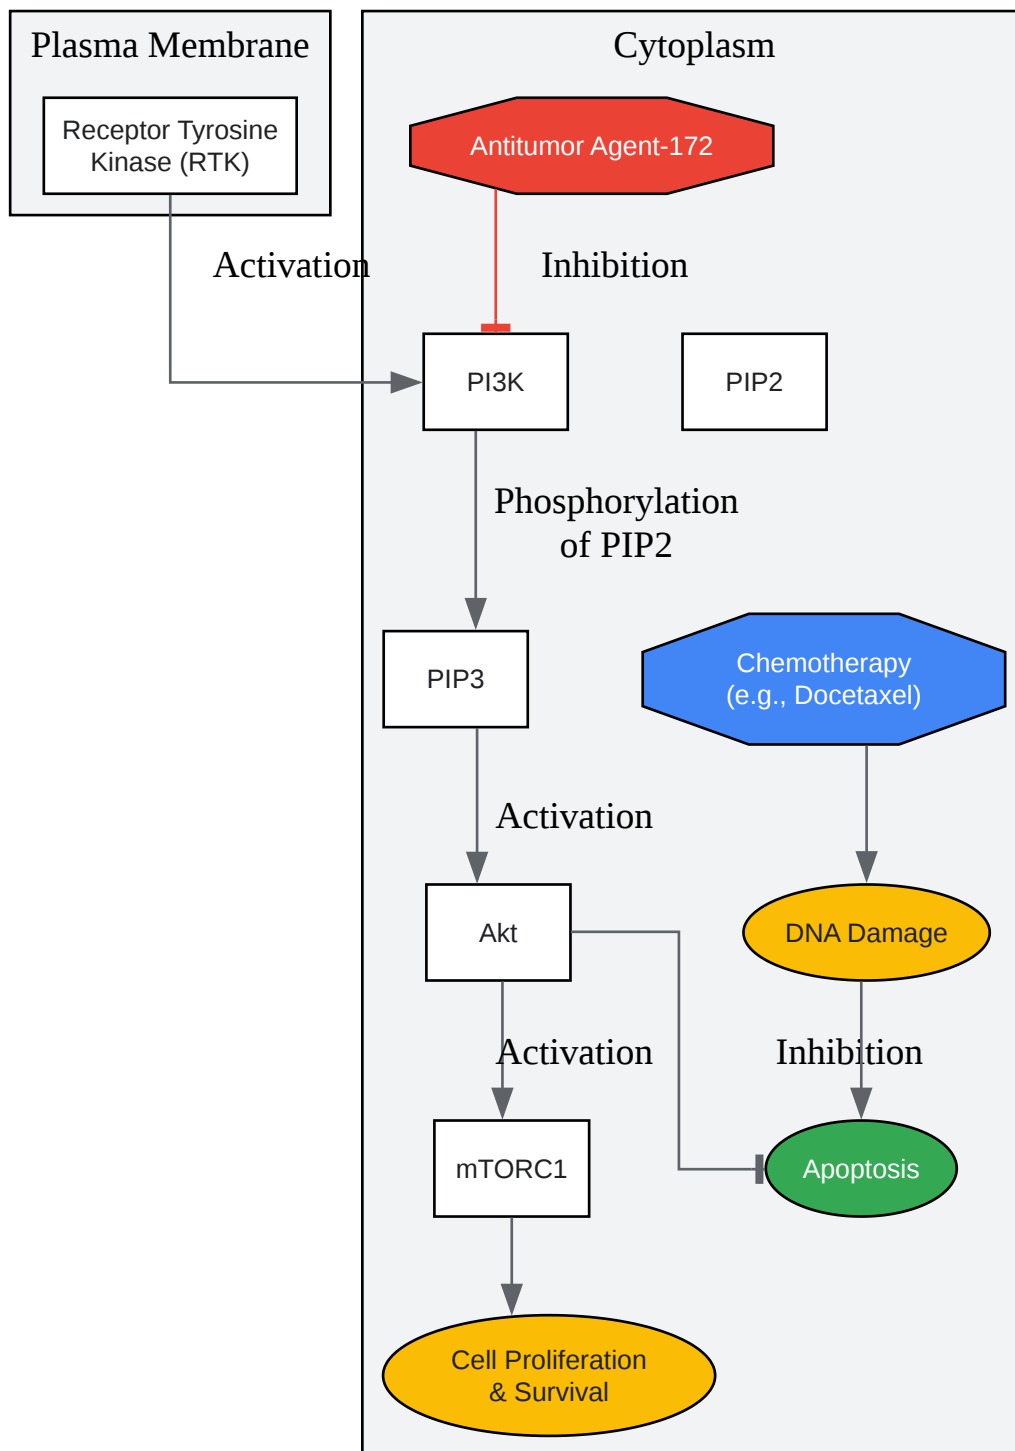 Plasma Membrane
Cytoplasm
Receptor Tyrosine
Kinase (RTK)
Antitumor Agent-172
Activation
Inhibition
PI3K
PIP2
Phosphorylation
of PIP2
PIP3
Chemotherapy
(e.g., Docetaxel)
Activation
Akt
DNA Damage
Activation
Inhibition
mTORC1
Apoptosis
Cell Proliferation
& Survival